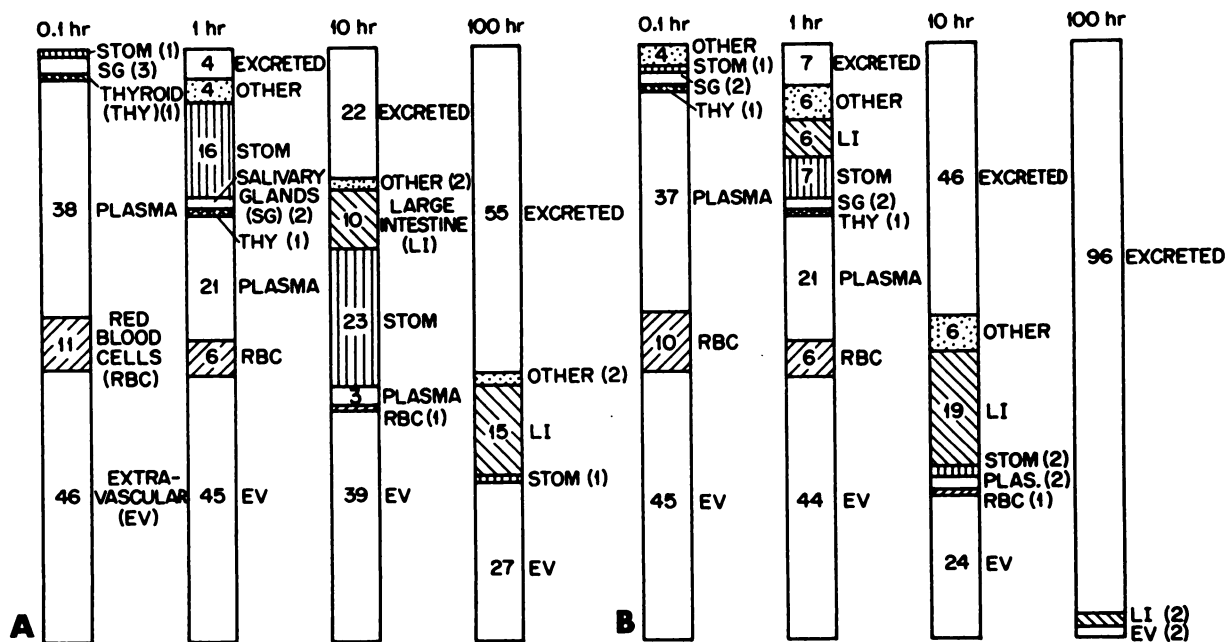 0.1 hr
STOM (1)
SG (3)
THYROID
(THY)(1)
38 PLASMA
11
RED
BLOOD
CELLS
(RBC)
46
EXTRA-
VASCULAR
(EV)
1 hr
4 EXCRETED
4 OTHER
16 STOM
SALIVARY
GLANDS
(SG) (2)
THY (1)
21 PLASMA
6 RBC
45 EV
10 hr
22 EXCRETED
OTHER (2)
10
LARGE
INTESTINE
(LI)
23 STOM
3 PLASMA
RBC (1)
39 EV
100 hr
55 EXCRETED
OTHER (2)
15 LI
STOM (1)
27 EV
A
0.1 hr
4 OTHER
STOM (1)
SG (2)
THY (1)
37 PLASMA
10 RBC
45 EV
1 hr
7 EXCRETED
6 OTHER
6 LI
7 STOM
SG (2)
THY (1)
21 PLASMA
6 RBC
44 EV
10 hr
46 EXCRETED
6 OTHER
19 LI
STOM (2)
PLAS. (2)
RBC (1)
24 EV
100 hr
96 EXCRETED
LI (2)
EV (2)
B